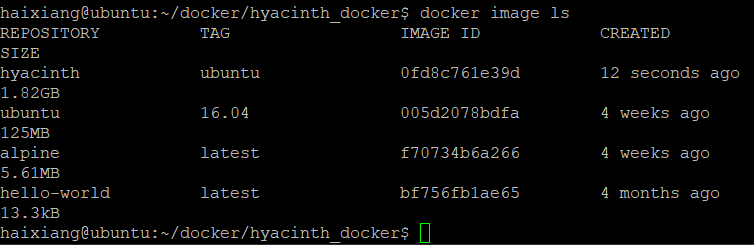 haixiang@ubuntu:~/docker/hyacinth_docker$ docker image ls
REPOSITORY          TAG                 IMAGE ID            CREATED
SIZE
hyacinth            ubuntu              0fd8c761e39d        12 seconds ago
1.82GB
ubuntu              16.04               005d2078bdfa        4 weeks ago
125MB
alpine              latest              f70734b6a266        4 weeks ago
5.61MB
hello-world         latest              bf756fb1ae65        4 months ago
13.3kB
haixiang@ubuntu:~/docker/hyacinth_docker$